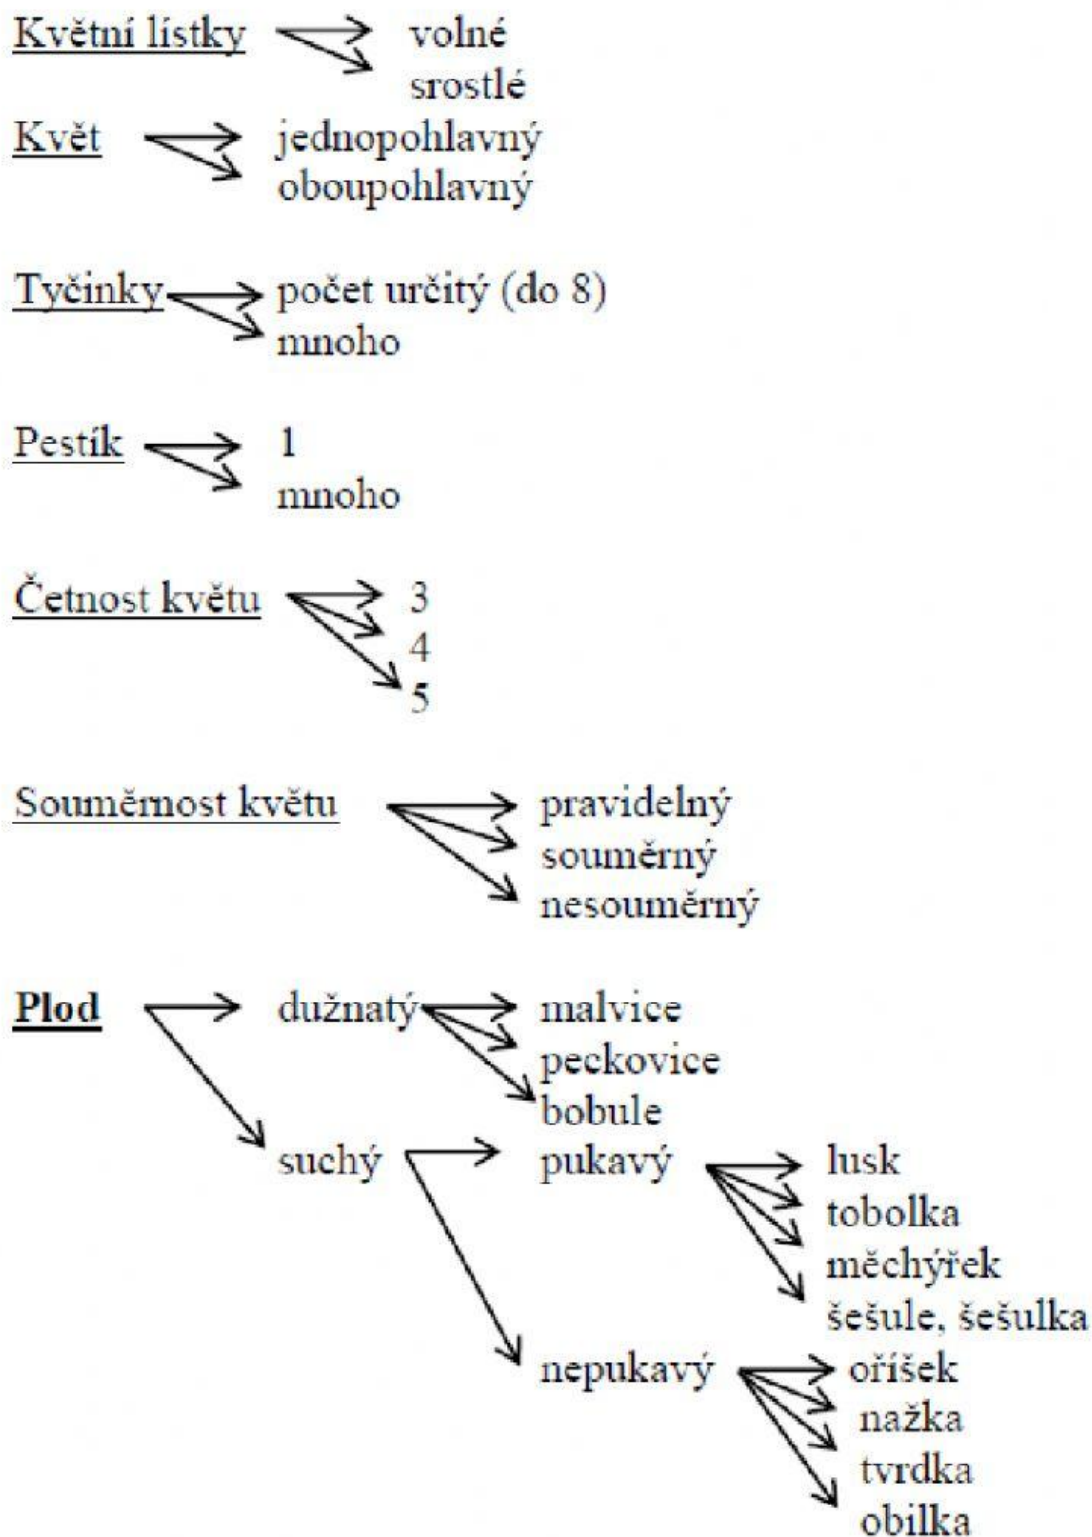 Květní lístky volné
srostlé
Květ jednopohlavný
oboupohlavný
Tyčinky počet určitý (do 8)
mnoho
Pestík 1
mnoho
Četnost květu 3
4
5
Souměrnost květu pravidelný
souměrný
nesouměrný
Plod dužnatý malvice
peckovice
bobule
suchý pukavý lusk
tobolka
měchýřek
šešule, šešulka
nepukavý oříšek
nažka
tvrdka
obilka